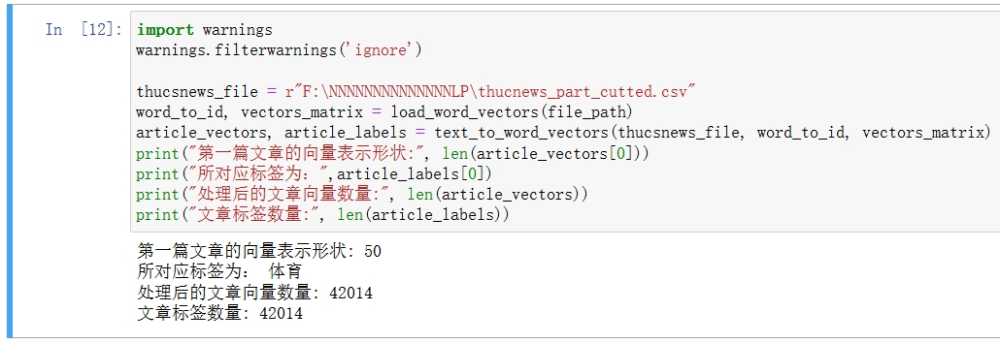 In [12]:
import warnings
warnings.filterwarnings('ignore')
thucsnews_file = r"F:\NNNNNNNNNNNNNNLP\thucnews_part_cutted.csv"
word_to_id, vectors_matrix = load_word_vectors(file_path)
article_vectors, article_labels = text_to_word_vectors(thucsnews_file, word_to_id, vectors_matrix)
print("第一篇文章的向量表示形状:", len(article_vectors[0]))
print("所对应标签为：",article_labels[0])
print("处理后的文章向量数量:", len(article_vectors))
print("文章标签数量:", len(article_labels))
第一篇文章的向量表示形状: 50
所对应标签为： 体育
处理后的文章向量数量: 42014
文章标签数量: 42014